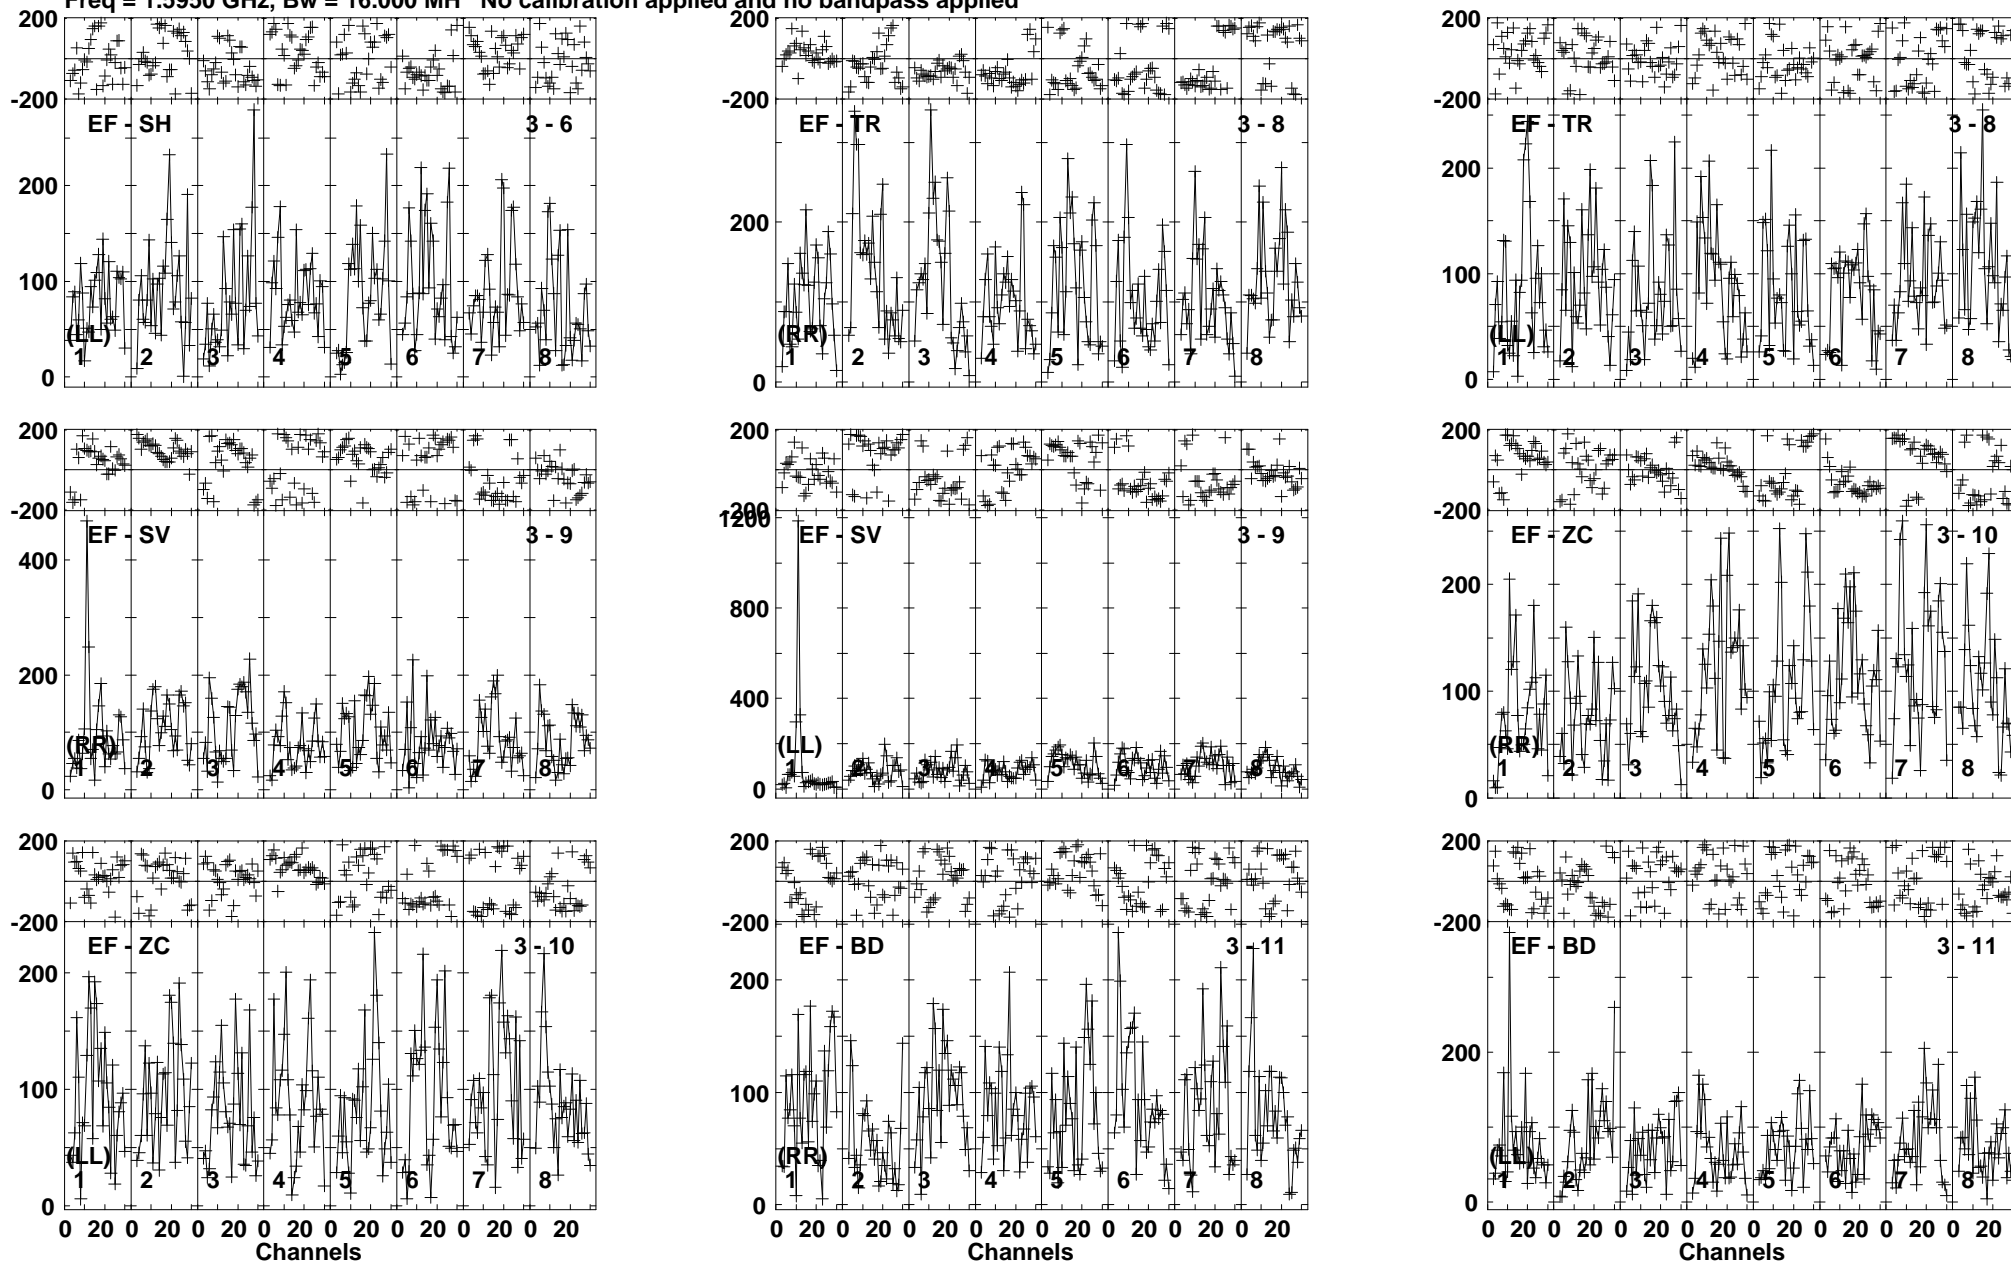 Freq = 1.5950 GHz, Bw = 16.000 MH No calibration applied and no bandpass applied
200 200 200
-200 -200 -200
EF - SH 3 - 6 EF - TR 3 - 8 EF - TR 3 - 8
200 200 200
100 100
(LL) (RR) (LL)
1 2 3 4 5 6 7 8 1 2 3 4 5 6 7 8 1 2 3 4 5 6 7 8
0 0 0
200 200 200
-200 -200 -200
1200
EF - SV 3 - 9 EF - SV 3 - 9 EF - ZC 3 - 10
400 800 200
200 400 100
(RR) (LL) (RR)
1 2 3 4 5 6 7 8 1 2 3 4 5 6 7 8 1 2 3 4 5 6 7 8
0 0 0
200 200 200
-200 -200 -200
EF - ZC 3 - 10 EF - BD 3 - 11 EF - BD 3 - 11
200 200 200
100 100
(LL) (RR) (LL)
1 2 3 4 5 6 7 8 1 2 3 4 5 6 7 8 1 2 3 4 5 6 7 8
0 0 0
0 20 0 20 0 20 0 20 0 20 0 20 0 20 0 20 0 20 0 20 0 20 0 20 0 20 0 20 0 20 0 20 0 20 0 20 0 20 0 20 0 20 0 20 0 20 0 20
Channels Channels Channels